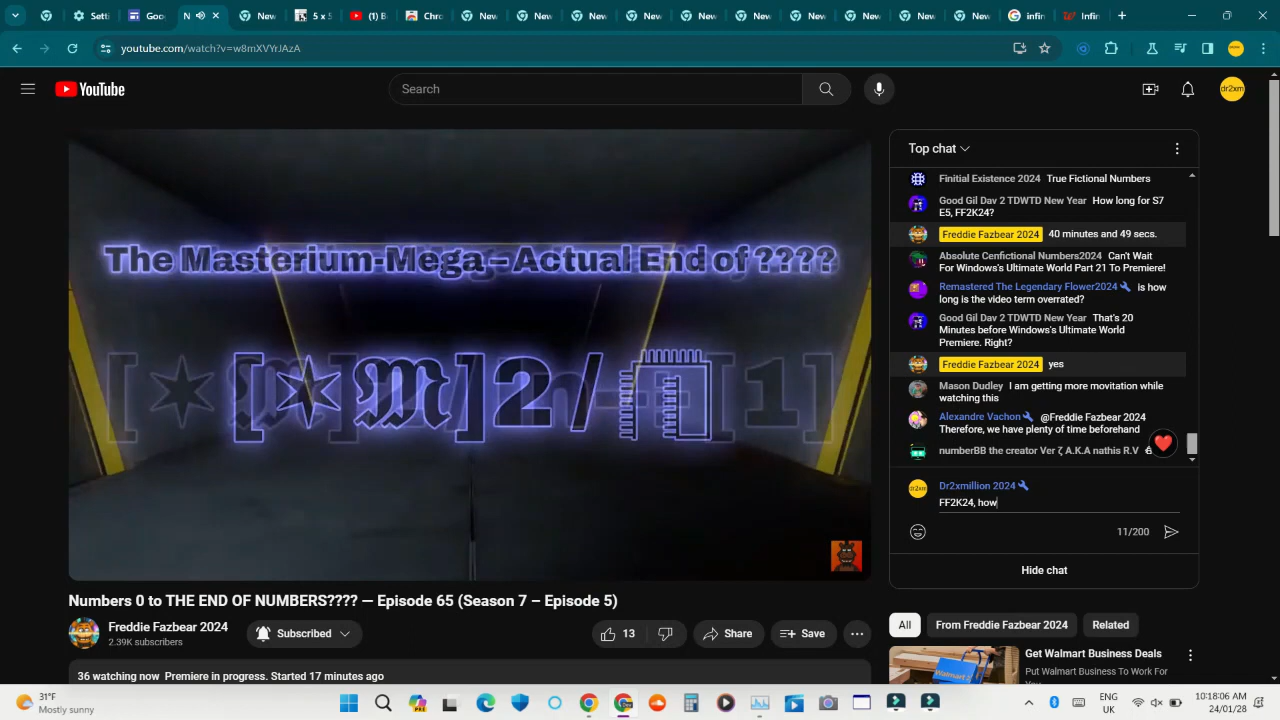 Setti
Goo
N
New
5 x 5
(1) B
Chro
New
New
New
New
New
New
New
New
New
New
infin
Infin
youtube.com/watch?v=w8mXVYrJAzA
YouTube
Search
dr2xm
The Masterium-Mega – Actual End of ????
[✶𝕸]2/
[1]
Top chat
Finitial Existence 2024 True Fictional Numbers
Good Gil Dav 2 TDWTD New Year How long for S7
E5, FF2K24?
Freddie Fazbear 2024 40 minutes and 49 secs.
Absolute Cenfictional Numbers2024 Can't Wait
For Windows's Ultimate World Part 21 To Premiere!
Remastered The Legendary Flower2024 is how
long is the video term overrated?
Good Gil Dav 2 TDWTD New Year That's 20
Minutes before Windows's Ultimate World
Premiere. Right?
Freddie Fazbear 2024 yes
Mason Dudley I am getting more movitation while
watching this
Alexandre Vachon @Freddie Fazbear 2024
Therefore, we have plenty of time beforehand
numberBB the creator Ver ζ A.K.A nathis R.V
dr2xm
Dr2xmillion 2024
FF2K24, how
11/200
Hide chat
Numbers 0 to THE END OF NUMBERS???? — Episode 65 (Season 7 – Episode 5)
Freddie Fazbear 2024
2.39K subscribers
Subscribed
13
Share
Save
36 watching now Premiere in progress. Started 17 minutes ago
All
From Freddie Fazbear 2024
Related
Get Walmart Business Deals
Put Walmart Business To Work For
You
31°F
Mostly sunny
PRE
ENG
UK
10:18:06 AM
24/01/28